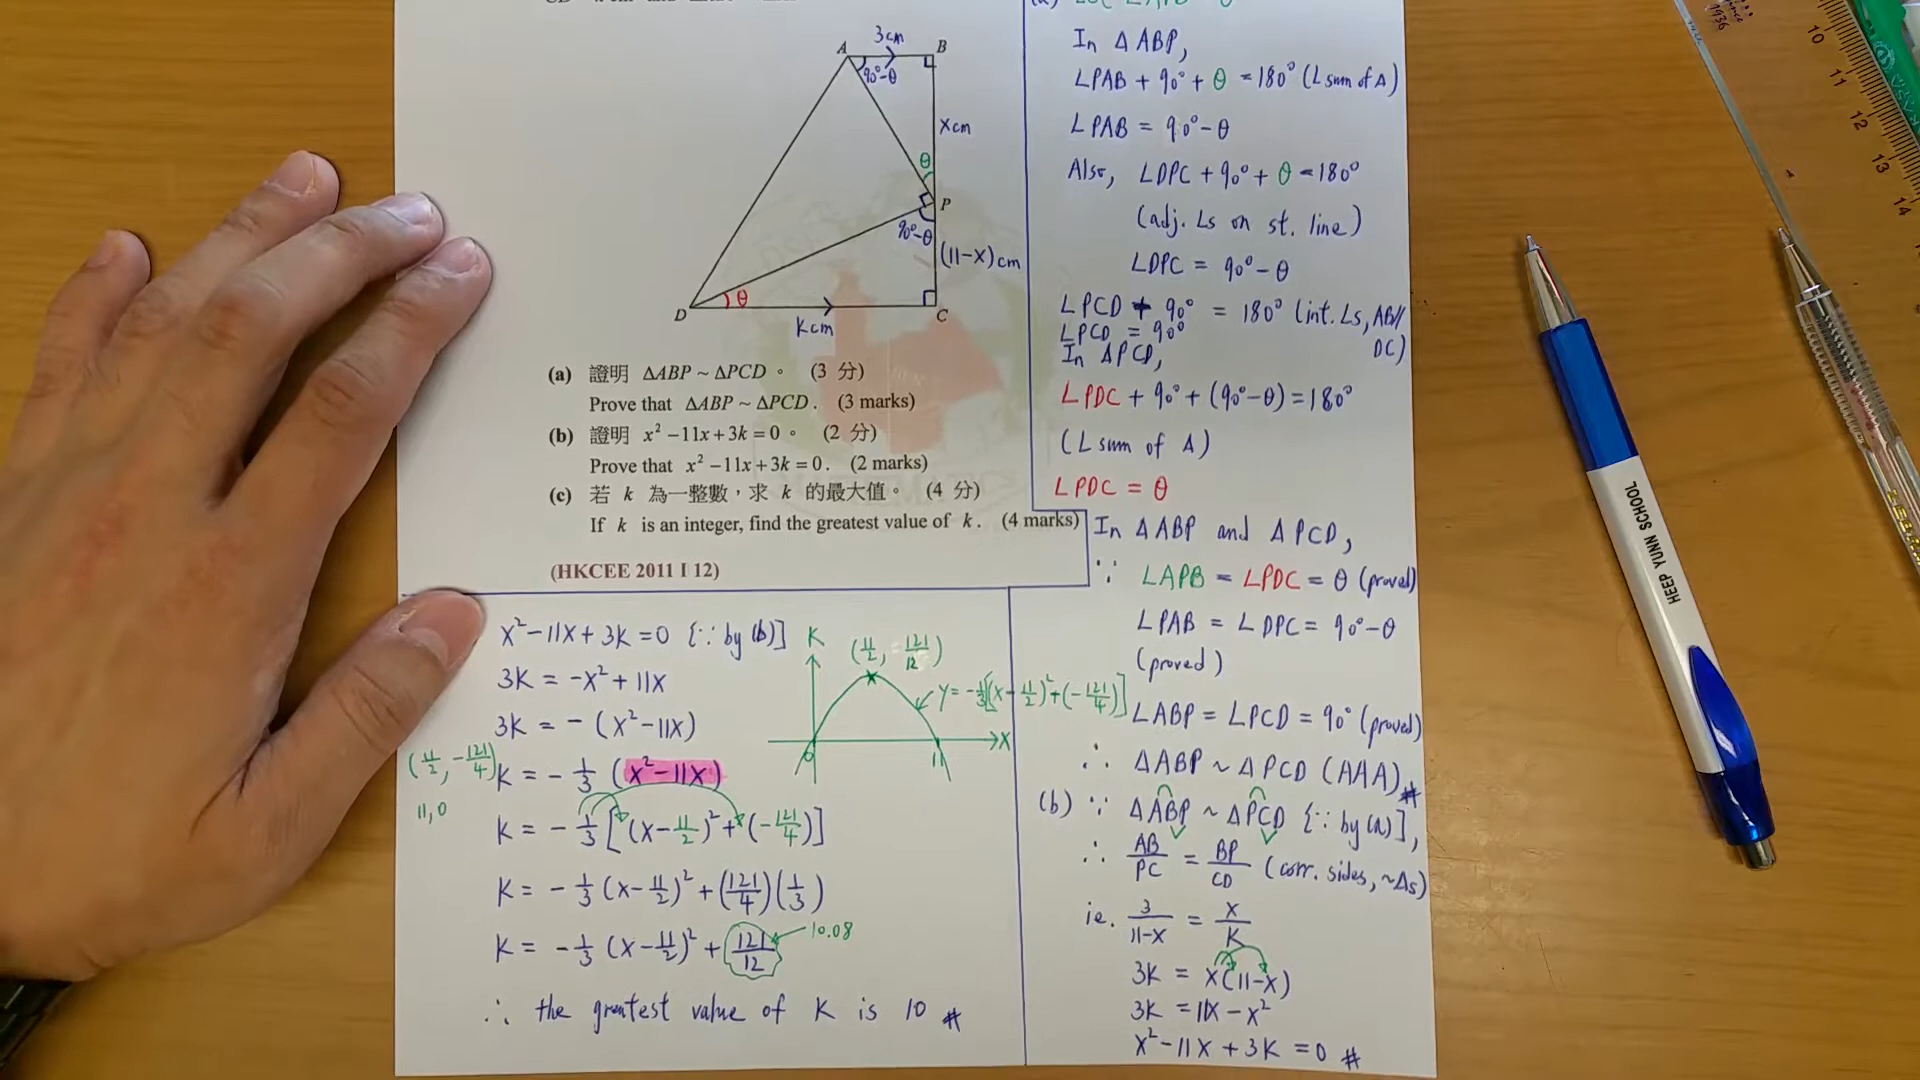 A
3cm
B
90°-θ
xcm
θ
P
90°-θ
(11-x)cm
D
θ
C
kcm
(a) 證明 ΔABP ~ ΔPCD。 (3 分)
Prove that ΔABP ~ ΔPCD. (3 marks)
(b) 證明 x² −11x+3k=0。 (2 分)
Prove that x² −11x+3k=0. (2 marks)
(c) 若 k 為一整數，求 k 的最大值。 (4 分)
If k is an integer, find the greatest value of k. (4 marks)
(HKCEE 2011 I 12)
x²-11x+3k=0 {∵ by (b)]
3k = -x²+11x
3k = -(x²-11x)
(11/2, -121/4)
11,0
k = -1/3 (x²-11x)
k = -1/3 [(x-11/2)²+(-121/4)]
k = -1/3 (x-11/2)² + (121/4)(1/3)
k = -1/3 (x-11/2)² + 121/12
10.08
∴ the greatest value of k is 10 #
k
(11/2, 121/12)
y = -1/3[(x-11/2)²+(-121/4)]
0
11
x
In ΔABP,
∠PAB + 90° + θ = 180° (∠ sum of Δ)
∠PAB = 90°-θ
Also, ∠DPC + 90° + θ = 180°
(adj. ∠s on st. line)
∠DPC = 90°-θ
∠PCD + 90° = 180° (int. ∠s, AB//
DC)
∠PCD = 90°
In ΔPCD,
∠PDC + 90° + (90°-θ) = 180°
(∠ sum of Δ)
∠PDC = θ
In ΔABP and ΔPCD,
∵ ∠APB = ∠PDC = θ (proved)
∠PAB = ∠DPC = 90°-θ
(proved)
∠ABP = ∠PCD = 90° (proved)
∴ ΔABP ~ ΔPCD (AAA) #
(b) ∵ ΔABP ~ ΔPCD {∵ by (a)],
∴ AB/PC = BP/CD (corr. sides, ~Δs)
ie. 3/11-x = x/k
3k = x(11-x)
3k = 11x - x²
x²-11x+3k = 0 #
HEEP YUNN SCHOOL
1936
10
11
12
13
14